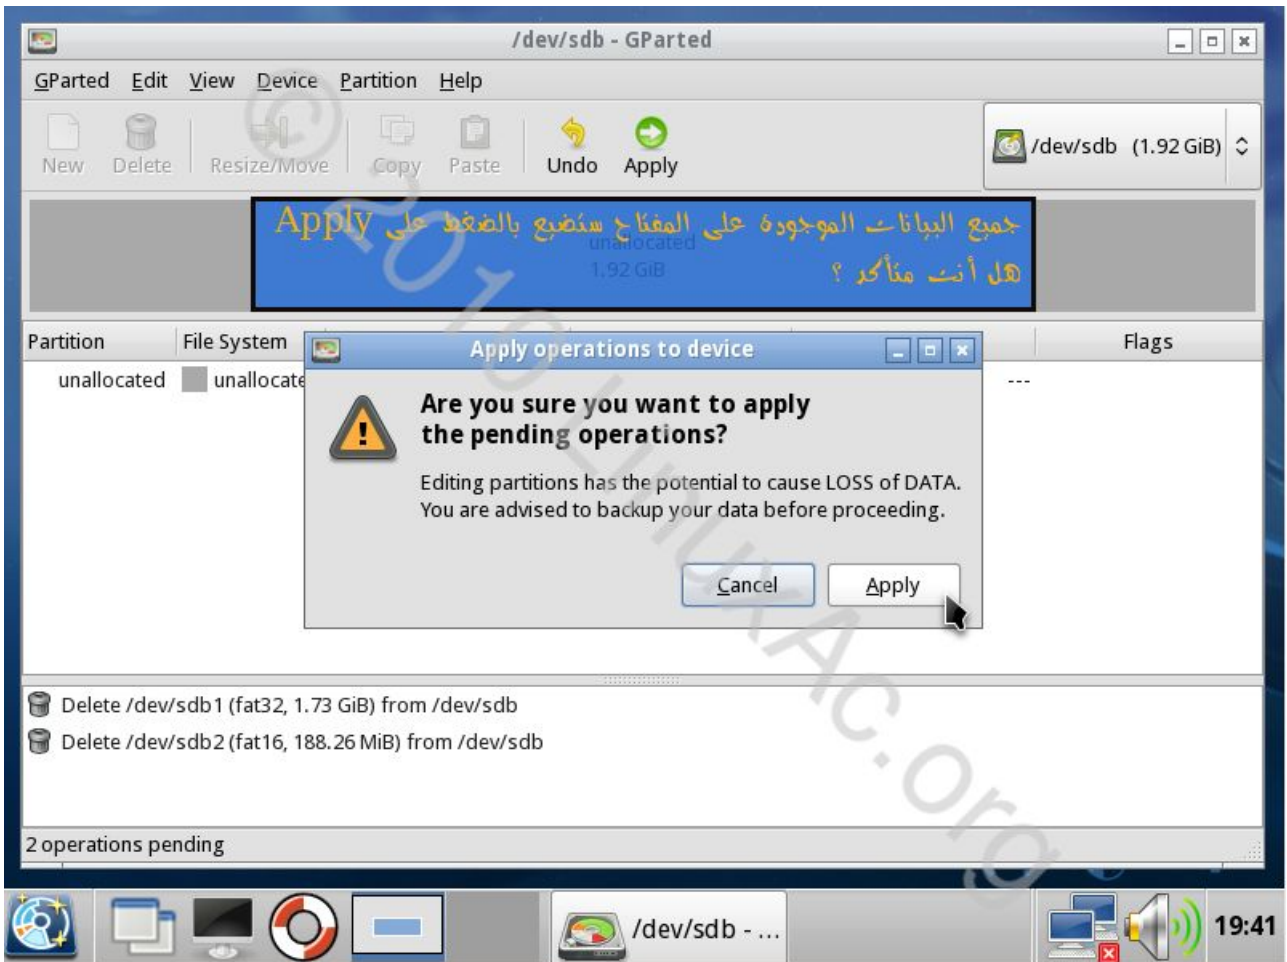 /dev/sdb - GParted
GParted Edit View Device Partition Help
New Delete Resize/Move Copy Paste Undo Apply
/dev/sdb (1.92 GiB)
جميع البيانات الموجودة على المفتاح ستضيع بالضغط على Apply
هل أنت متأكد ؟
unallocated
1.92 GiB
Partition File System Flags
unallocated unallocate ---
Apply operations to device
Are you sure you want to apply
the pending operations?
Editing partitions has the potential to cause LOSS of DATA.
You are advised to backup your data before proceeding.
Cancel Apply
Delete /dev/sdb1 (fat32, 1.73 GiB) from /dev/sdb
Delete /dev/sdb2 (fat16, 188.26 MiB) from /dev/sdb
2 operations pending
/dev/sdb - ...
19:41
© 2010 LinuxAc.org